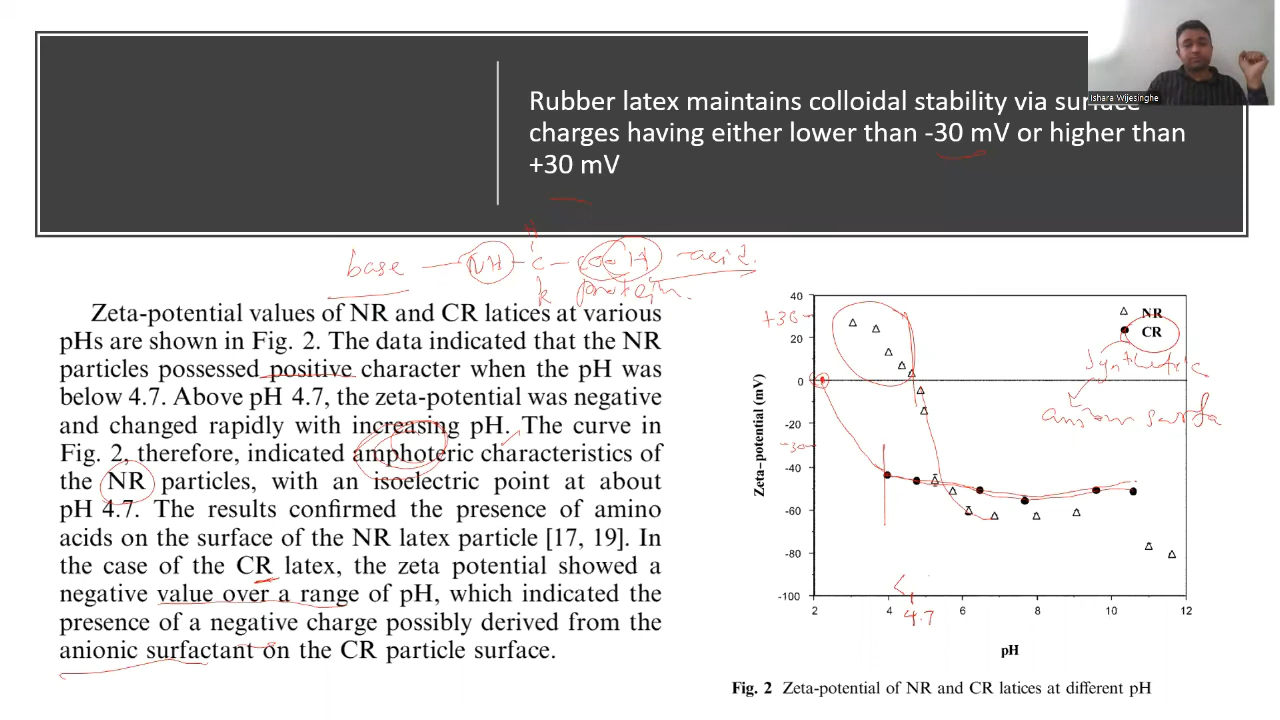 Ishara Wijesinghe
Rubber latex maintains colloidal stability via surface
charges having either lower than -30 mV or higher than
+30 mV
base — NH — C — COOH - acid.
protein.
Zeta-potential values of NR and CR latices at various
pHs are shown in Fig. 2. The data indicated that the NR
particles possessed positive character when the pH was
below 4.7. Above pH 4.7, the zeta-potential was negative
and changed rapidly with increasing pH. The curve in
Fig. 2, therefore, indicated amphoteric characteristics of
the NR particles, with an isoelectric point at about
pH 4.7. The results confirmed the presence of amino
acids on the surface of the NR latex particle [17, 19]. In
the case of the CR latex, the zeta potential showed a
negative value over a range of pH, which indicated the
presence of a negative charge possibly derived from the
anionic surfactant on the CR particle surface.
40
+30
20
0
-20
-30
-40
-60
-80
-100
Zeta-potential (mV)
NR
CR
synthetic
2 4 6 8 10 12
4.7
pH
Fig. 2 Zeta-potential of NR and CR latices at different pH